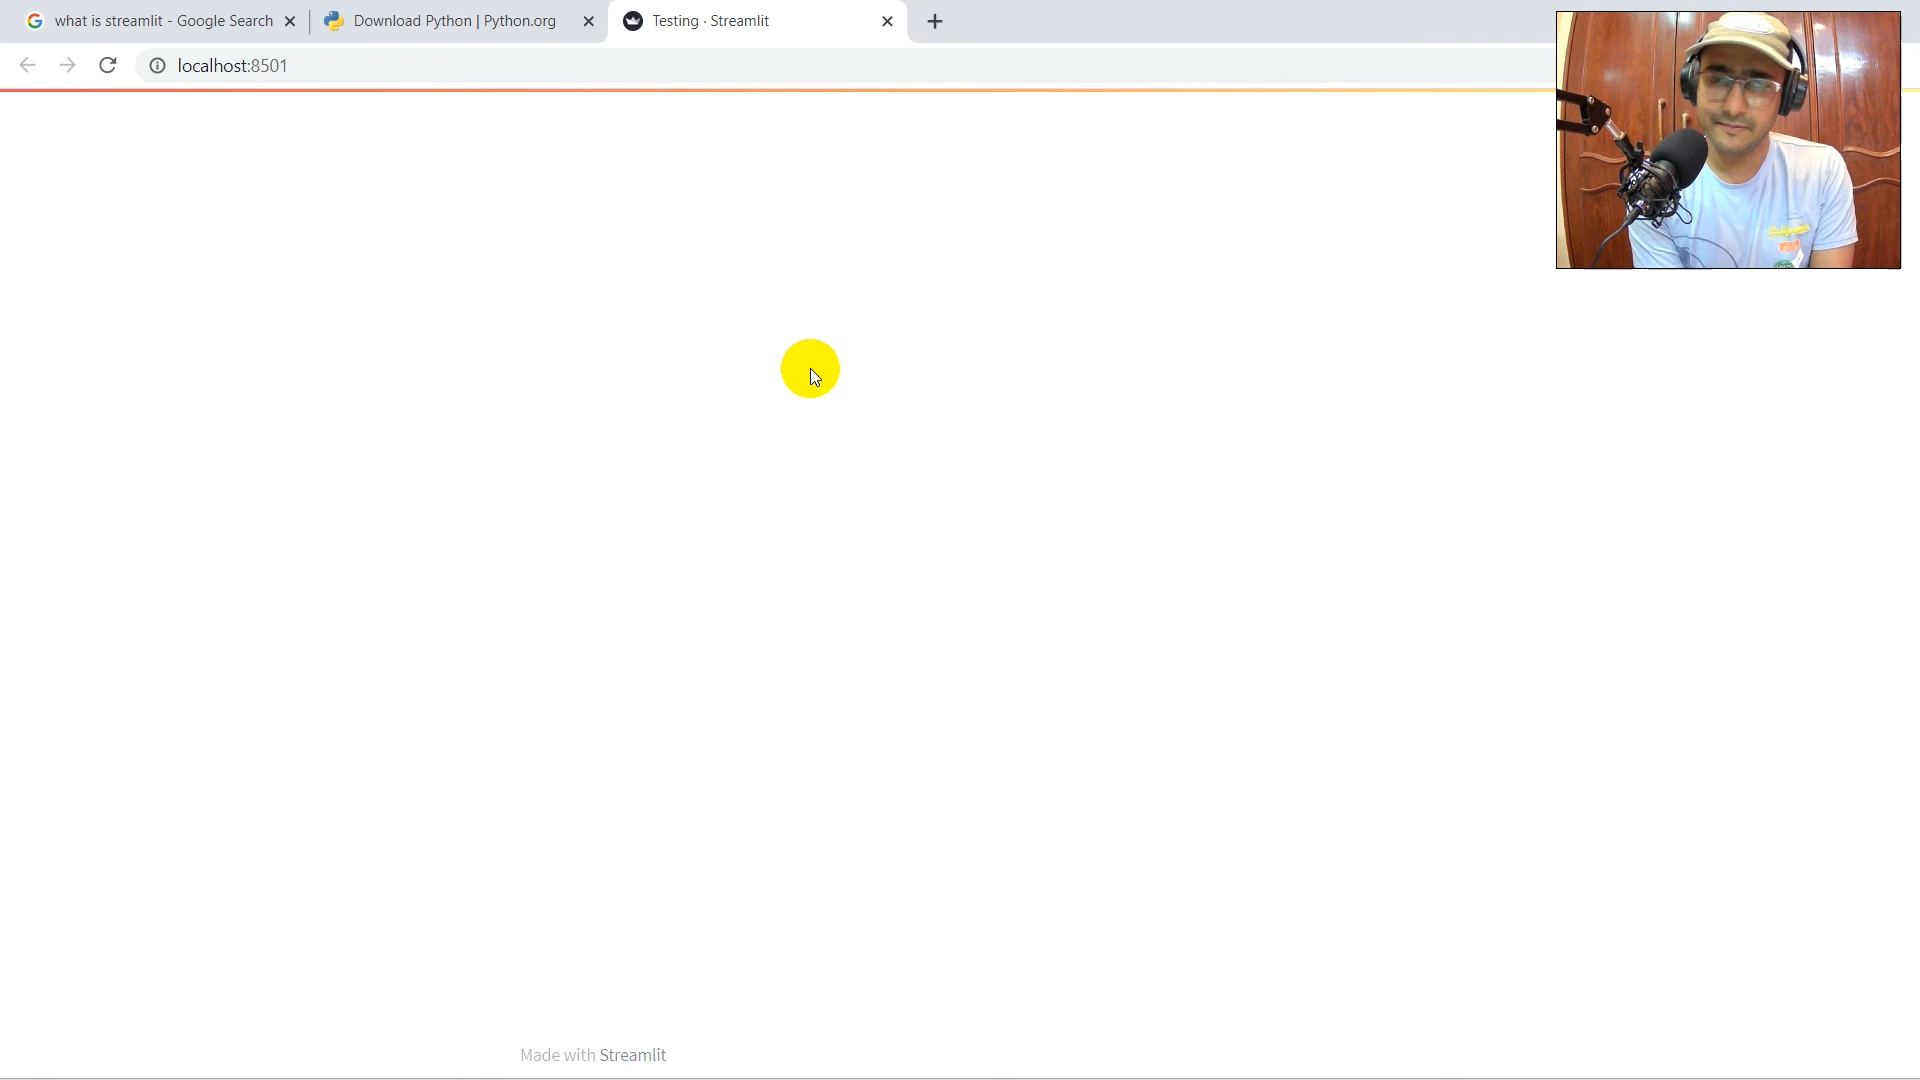 what is streamlit - Google Search
Download Python | Python.org
Testing · Streamlit
localhost:8501
Made with Streamlit